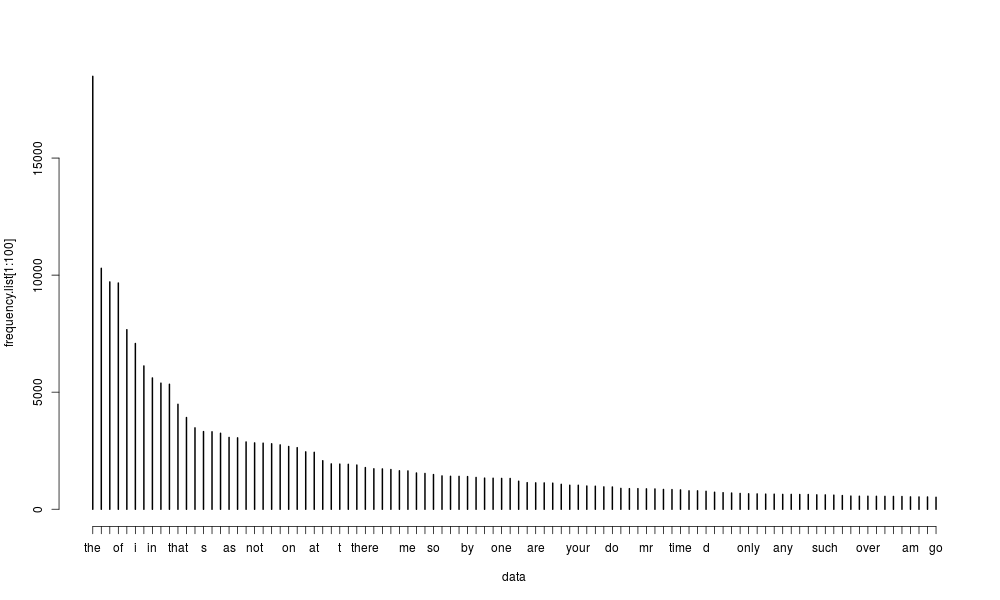 frequency.list[1:100]
15000
10000
5000
0
the of i in that s as not on at t there me so by one are your do mr time d only any such over am go
data